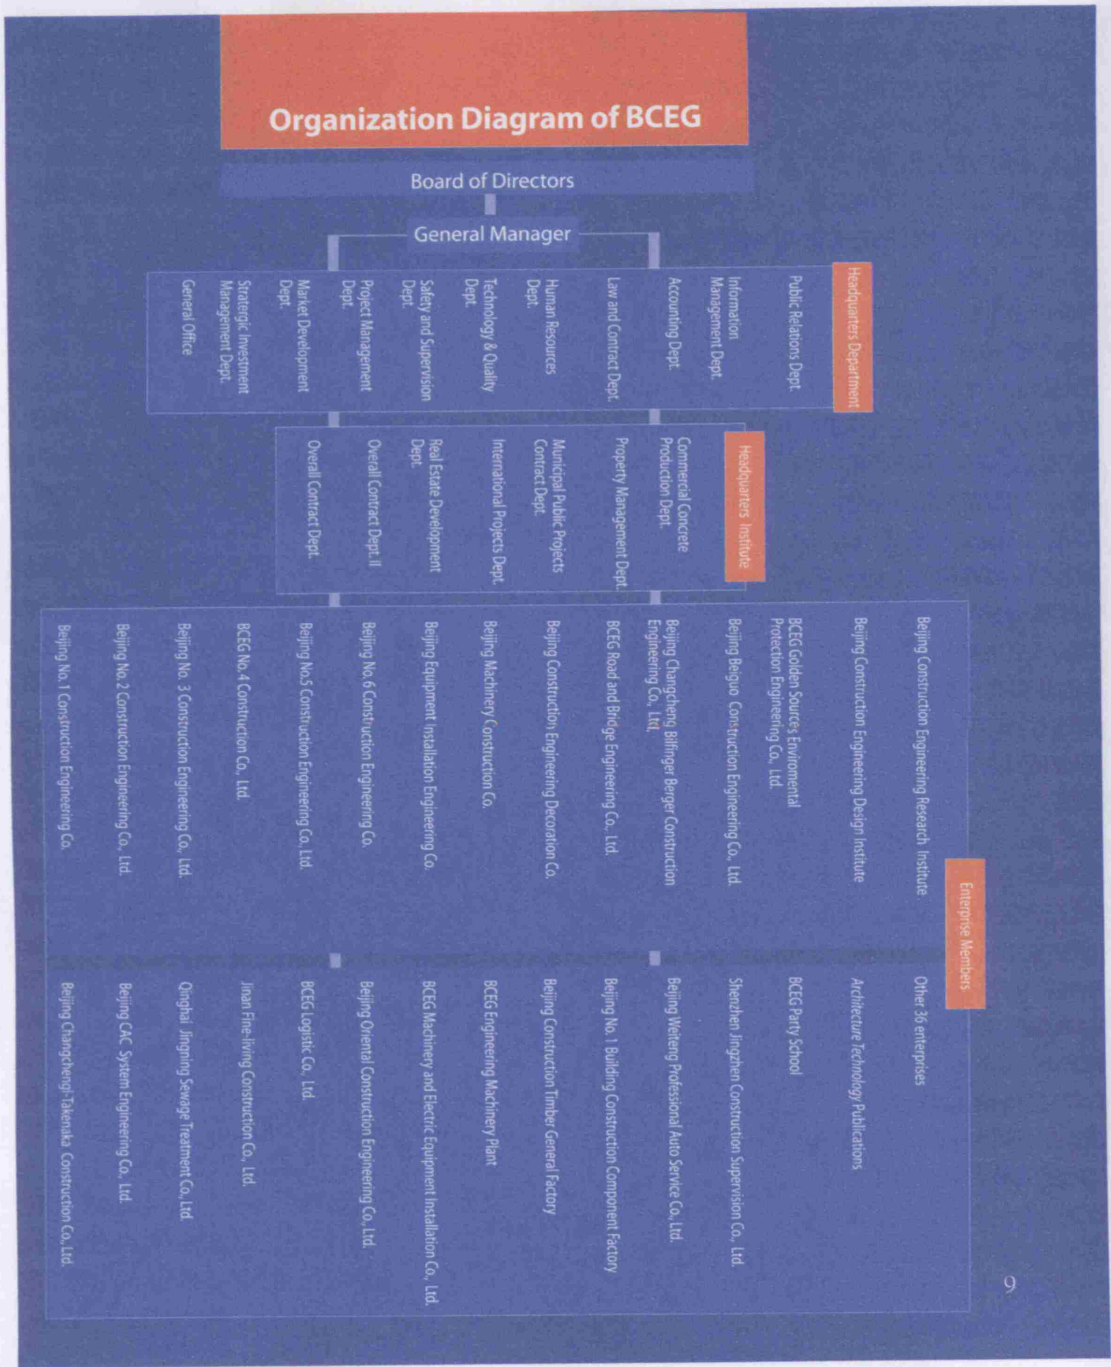 Organization Diagram of BCEG
Board of Directors
General Manager
Headquarters Department
Public Relations Dept.
Information
Management Dept.
Accounting Dept.
Law and Contract Dept.
Human Resources
Dept.
Technology & Quality
Dept.
Safety and Supervision
Dept.
Project Management
Dept.
Market Development
Dept.
Stratergic Investment
Management Dept.
General Office
Headquarters Institute
Commercial Concrete
Production Dept.
Property Management Dept.
Municipal Public Projects
Contract Dept.
International Projects Dept.
Real Estate Development
Dept.
Overall Contract Dept.II
Overall Contract Dept.
Enterprise Members
Beijing Construction Engineering Research Institute
Beijing Construction Engineering Design Institute
BCEG Golden Sources Enviromental
Protection Engineering Co., Ltd.
Beijing Beiguo Construction Engineering Co., Ltd.
Beijing Changcheng Bilfinger Berger Construction
Engineering Co., Ltd.
BCEG Road and Bridge Engineering Co., Ltd.
Beijing Construction Engineering Decoration Co.
Beijing Machinery Construction Co.
Beijing Equipment Installation Engineering Co.
Beijing No. 6 Construction Engineering Co.
Beijing No.5 Construction Engineering Co. Ltd.
BCEG No. 4 Construction Co., Ltd.
Beijing No. 3 Construction Engineering Co., Ltd.
Beijing No. 2 Construction Engineering Co., Ltd.
Beijing No. 1 Construction Engineering Co.
Other 36 enterprises
Architecture Technology Publications
BCEG Party School
Shenzhen Jingzhen Construction Supervision Co., Ltd.
Beijing Weiteng Professional Auto Service Co., Ltd.
Beijing No. 1 Building Construction Component Factory
Beijing Construction Timber General Factory
BCEG Engineering Machinery Plant
BCEG Machinery and Electric Equipment Installation Co., Ltd.
Beijing Oriental Construction Engineering Co., Ltd.
BCEG Logistic Co., Ltd.
Jinan Fine-living Construction Co., Ltd.
Qinghai Jingning Sewage Treatment Co., Ltd.
Beijing CAC System Engineering Co., Ltd.
Beijing Changchengi-Takenaka Construction Co., Ltd.
9